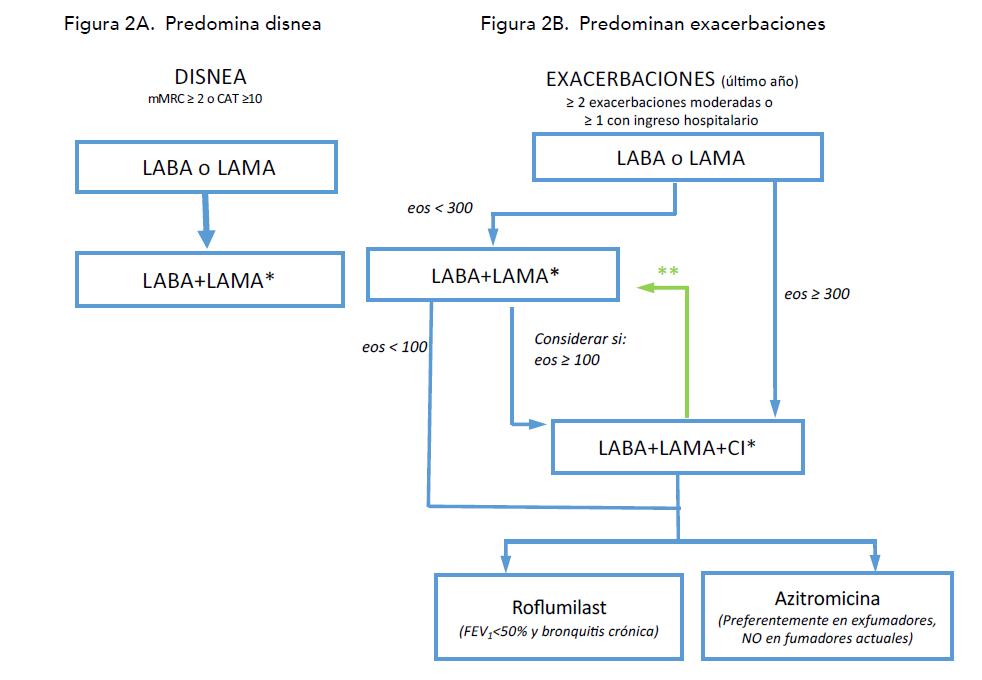 Figura 2A.  Predomina disnea
DISNEA
mMRC ≥ 2 o CAT ≥10
LABA o LAMA
LABA+LAMA*
Figura 2B.  Predominan exacerbaciones
EXACERBACIONES (último año)
≥ 2 exacerbaciones moderadas o
≥ 1 con ingreso hospitalario
LABA o LAMA
eos < 300
LABA+LAMA*
**
eos ≥ 300
eos < 100
Considerar si:
eos ≥ 100
LABA+LAMA+CI*
Roflumilast
(FEV₁<50% y bronquitis crónica)
Azitromicina
(Preferentemente en exfumadores,
NO en fumadores actuales)